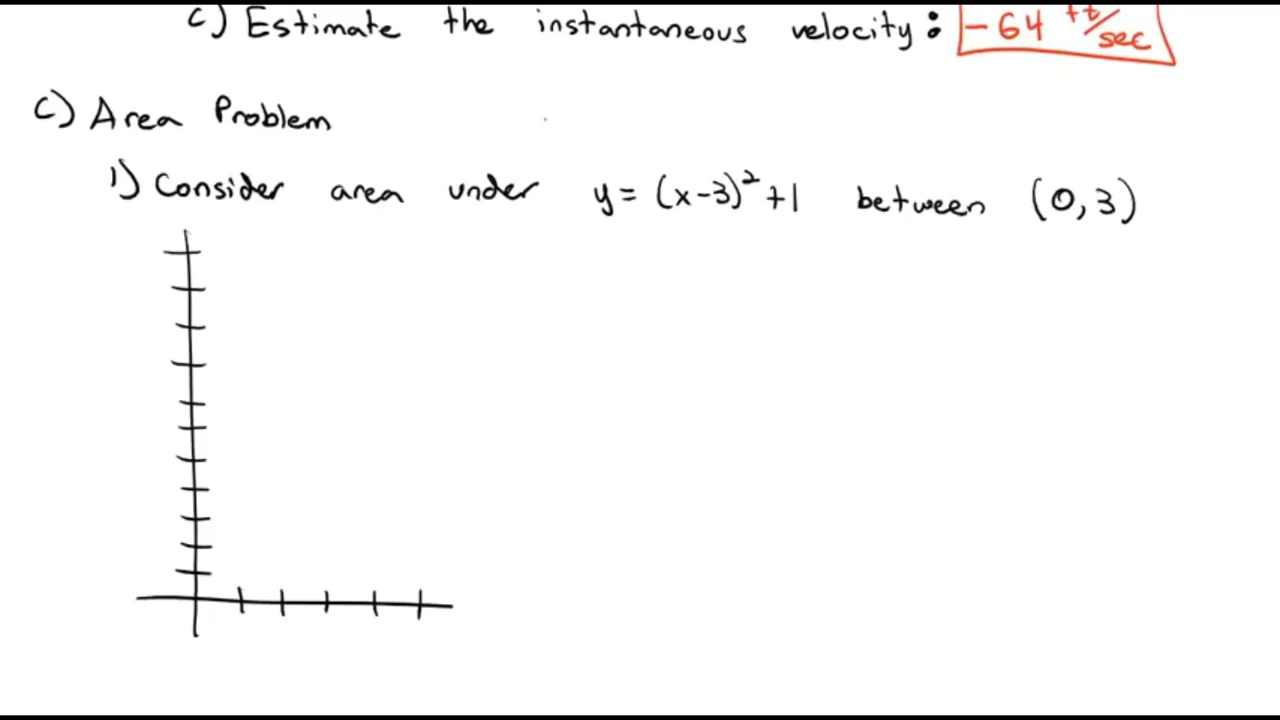 c) Estimate the instantaneous velocity: -64 ft/sec
C) Area Problem
1) Consider area under y = (x-3)² +1 between (0,3)